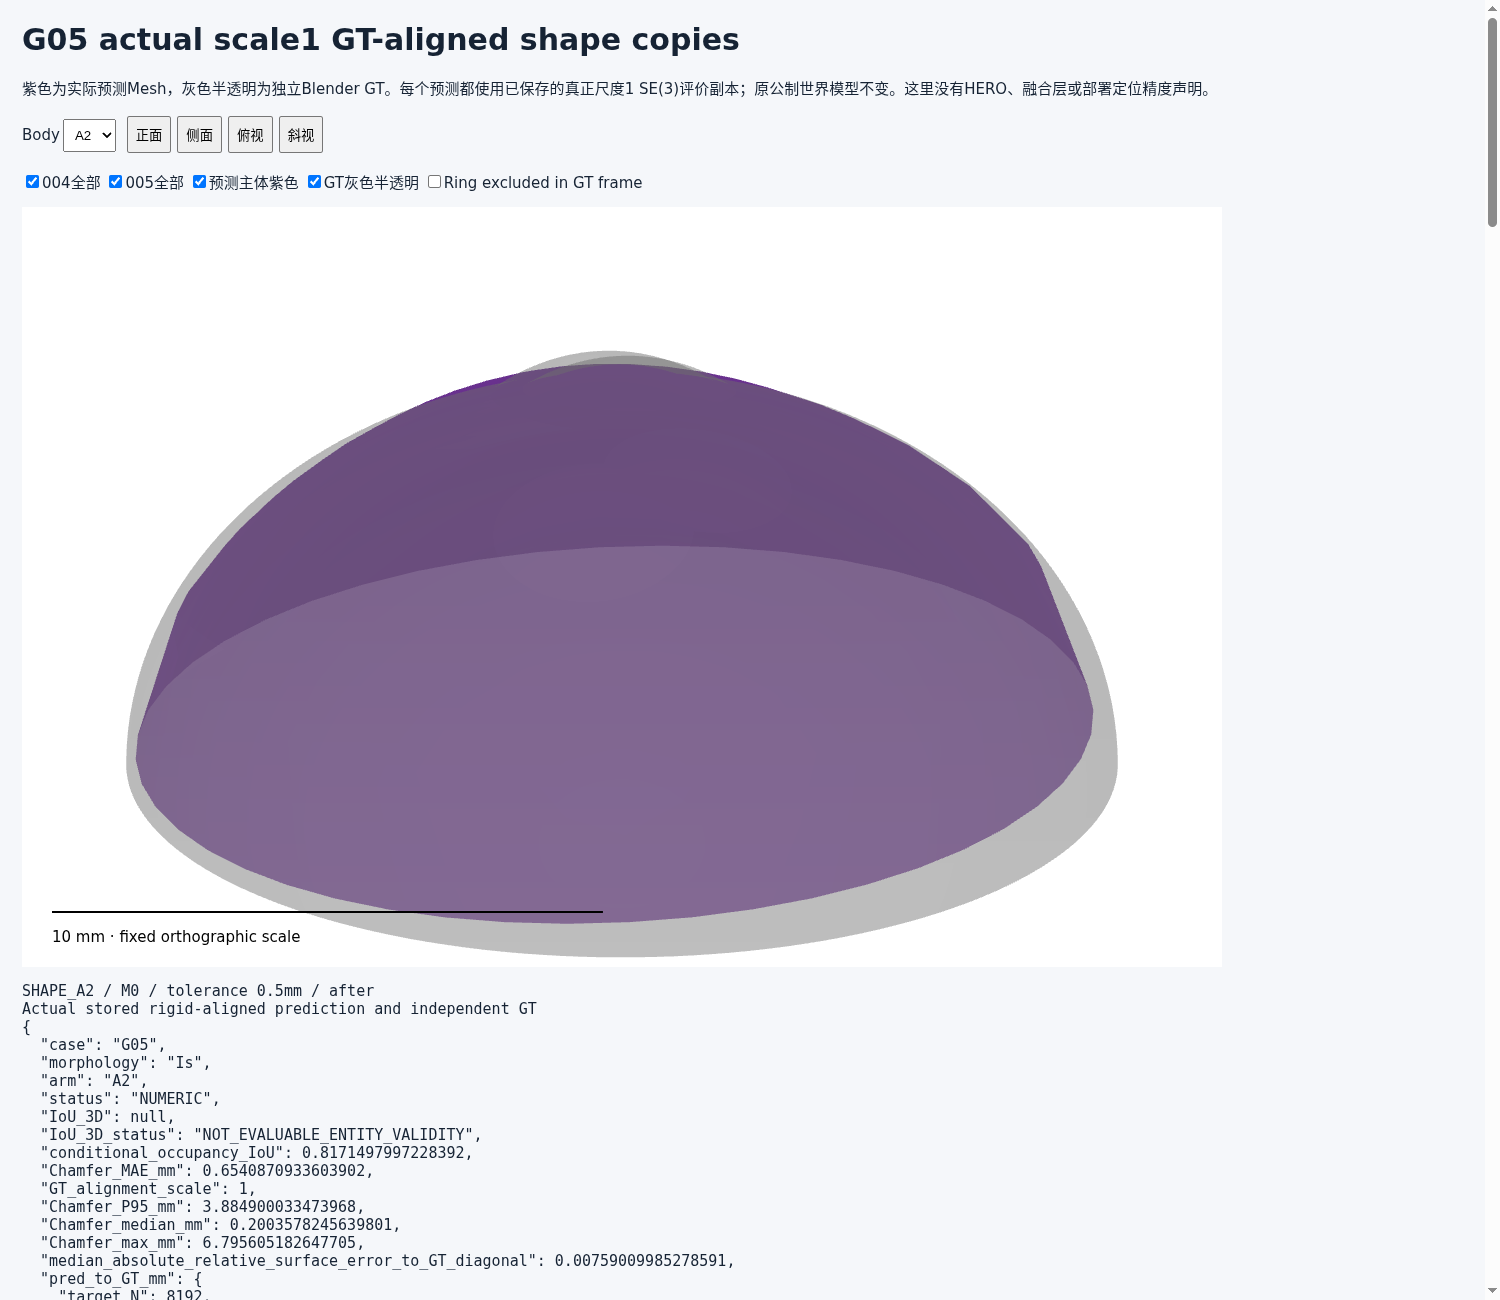 G05 actual scale1 GT-aligned shape copies
紫色为实际预测Mesh，灰色半透明为独立Blender GT。每个预测都使用已保存的真正尺度1 SE(3)评价副本；原公制世界模型不变。这里没有HERO、融合层或部署定位精度声明。
Body A2 正面 侧面 俯视 斜视
004全部 005全部 预测主体紫色 GT灰色半透明 Ring excluded in GT frame
10 mm · fixed orthographic scale
SHAPE_A2 / M0 / tolerance 0.5mm / after
Actual stored rigid-aligned prediction and independent GT
{
"case": "G05",
"morphology": "Is",
"arm": "A2",
"status": "NUMERIC",
"IoU_3D": null,
"IoU_3D_status": "NOT_EVALUABLE_ENTITY_VALIDITY",
"conditional_occupancy_IoU": 0.8171497997228392,
"Chamfer_MAE_mm": 0.6540870933603902,
"GT_alignment_scale": 1,
"Chamfer_P95_mm": 3.884900033473968,
"Chamfer_median_mm": 0.2003578245639801,
"Chamfer_max_mm": 6.795605182647705,
"median_absolute_relative_surface_error_to_GT_diagonal": 0.00759009985278591,
"pred_to_GT_mm": {
"target_N": 8192,